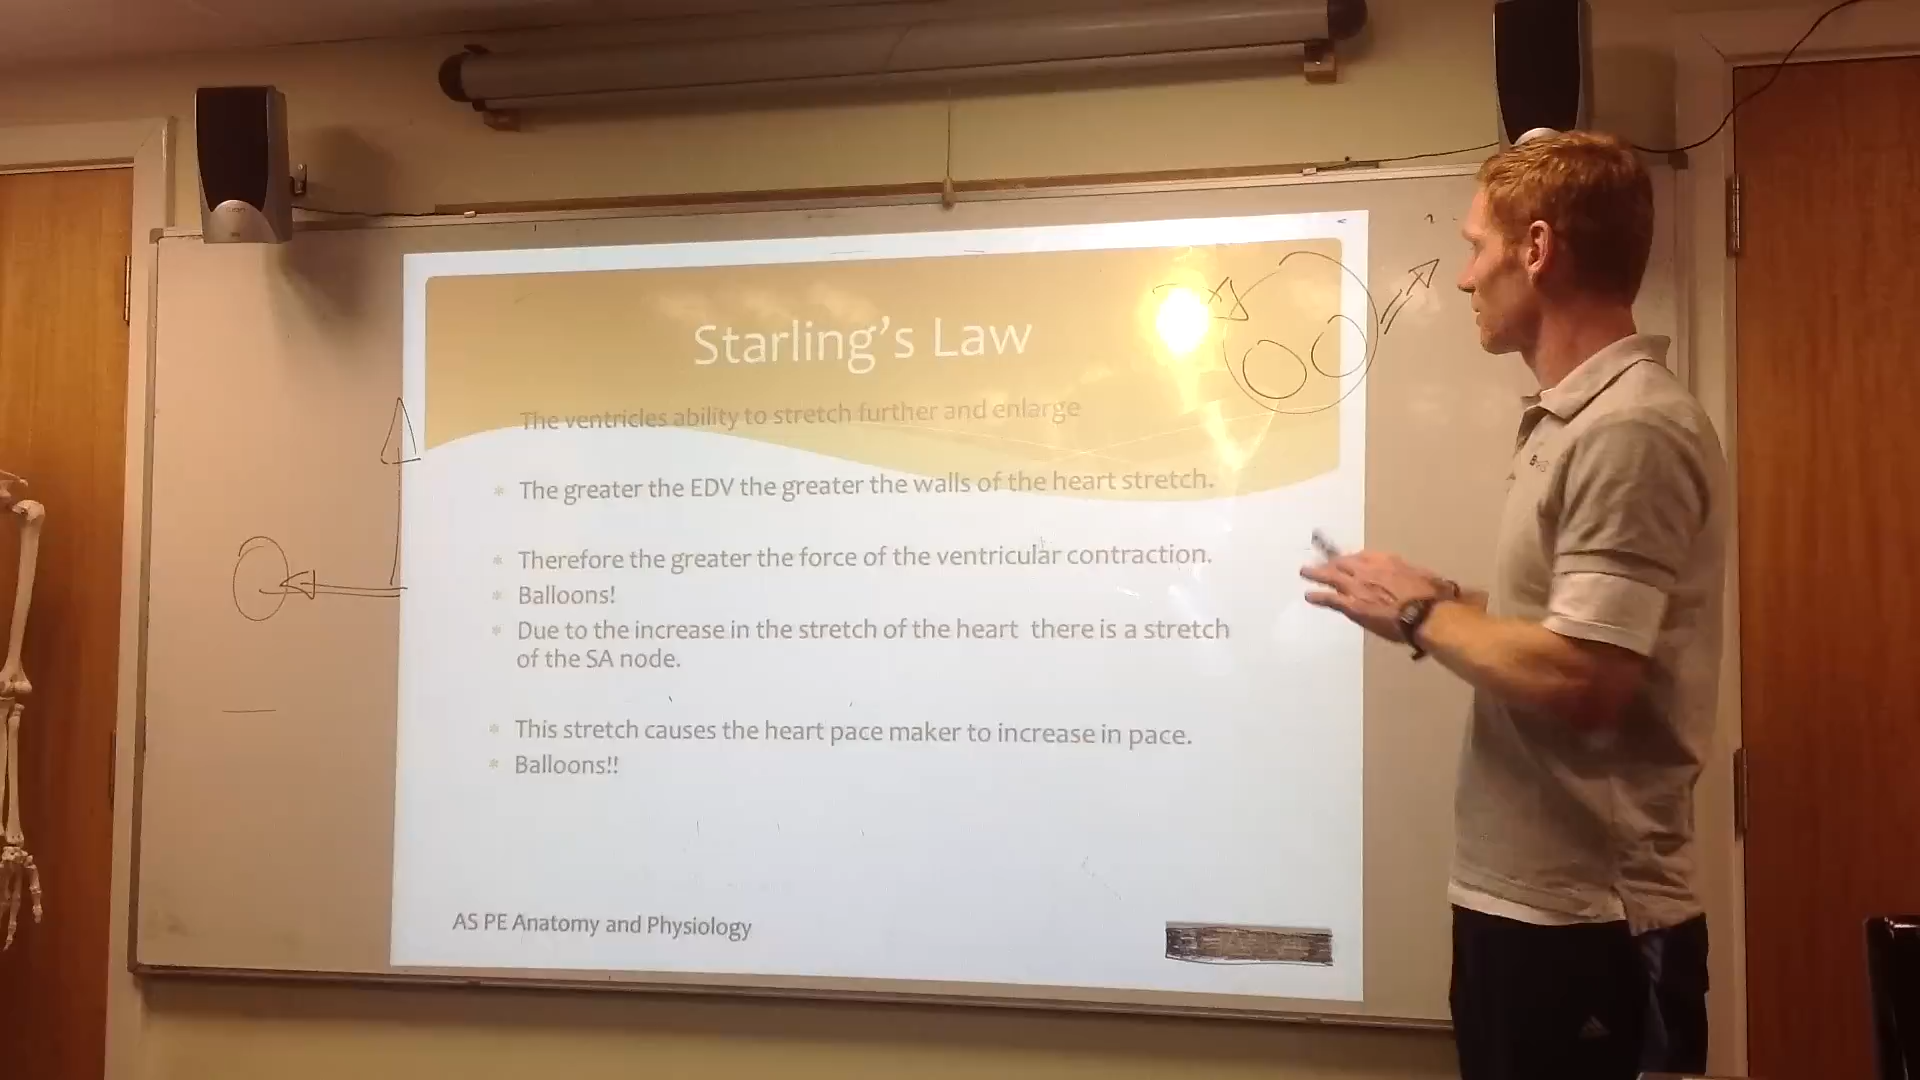 Starling's Law
The ventricles ability to stretch further and enlarge
* The greater the EDV the greater the walls of the heart stretch.
* Therefore the greater the force of the ventricular contraction.
* Balloons!
* Due to the increase in the stretch of the heart there is a stretch
of the SA node.
* This stretch causes the heart pace maker to increase in pace.
* Balloons!!
AS PE Anatomy and Physiology